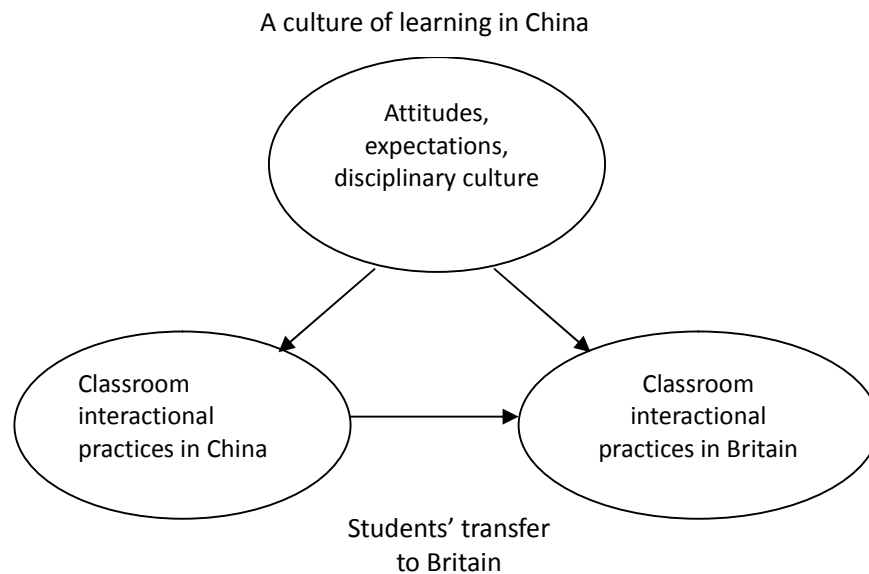 A culture of learning in China
Attitudes,
expectations,
disciplinary culture
Classroom
interactional
practices in China
Classroom
interactional
practices in Britain
Students’ transfer
to Britain